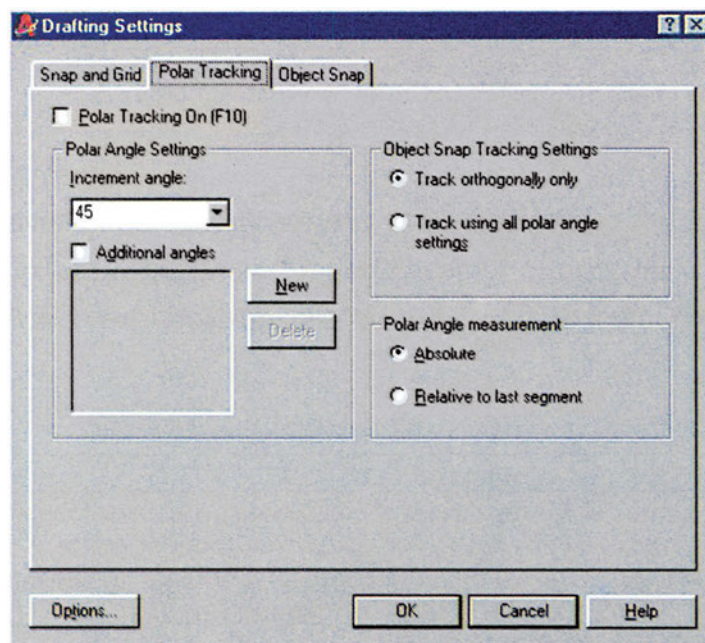 Drafting Settings
Snap and Grid
Polar Tracking
Object Snap
Polar Tracking On (F10)
Polar Angle Settings
Increment angle:
45
Additional angles
New
Delete
Object Snap Tracking Settings
Track orthogonally only
Track using all polar angle
settings
Polar Angle measurement
Absolute
Relative to last segment
Options...
OK
Cancel
Help